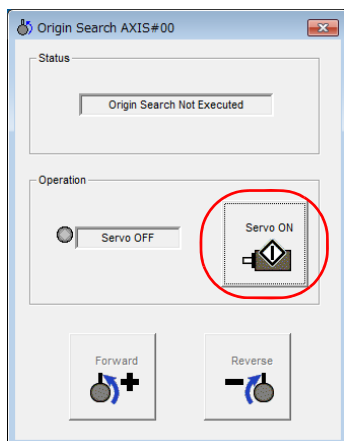 Origin Search AXIS#00
Status
Origin Search Not Executed
Operation
Servo OFF
Servo ON
Forward
Reverse